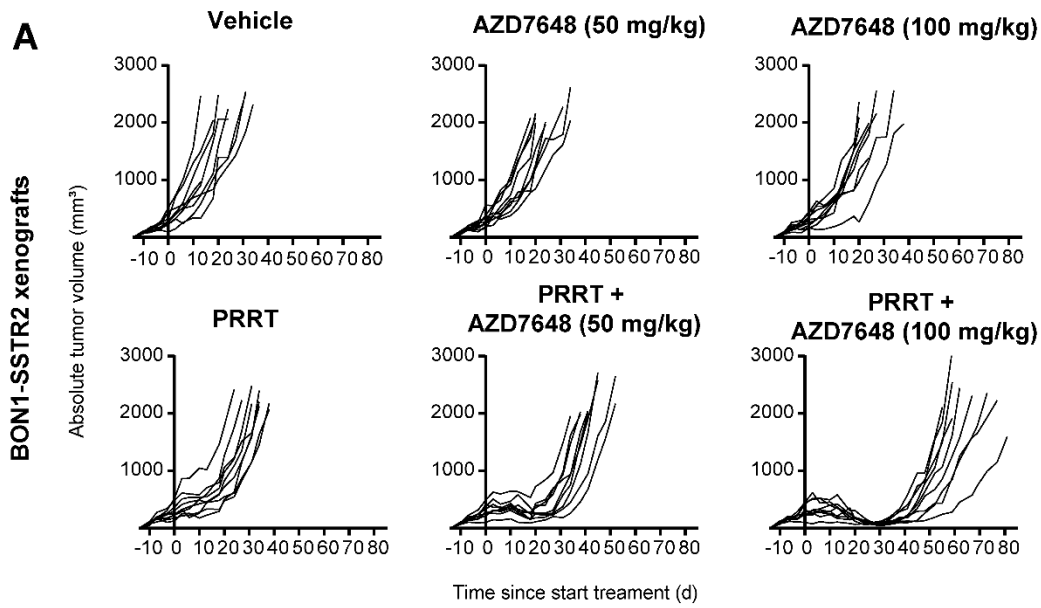 A
Vehicle
AZD7648 (50 mg/kg)
AZD7648 (100 mg/kg)
3000
2000
1000
-10 0 10 20 30 40 50 60 70 80
3000
2000
1000
-10 0 10 20 30 40 50 60 70 80
3000
2000
1000
-10 0 10 20 30 40 50 60 70 80
BON1-SSTR2 xenografts
Absolute tumor volume (mm³)
PRRT
PRRT +
AZD7648 (50 mg/kg)
PRRT +
AZD7648 (100 mg/kg)
3000
2000
1000
-10 0 10 20 30 40 50 60 70 80
3000
2000
1000
-10 0 10 20 30 40 50 60 70 80
3000
2000
1000
-10 0 10 20 30 40 50 60 70 80
Time since start treament (d)